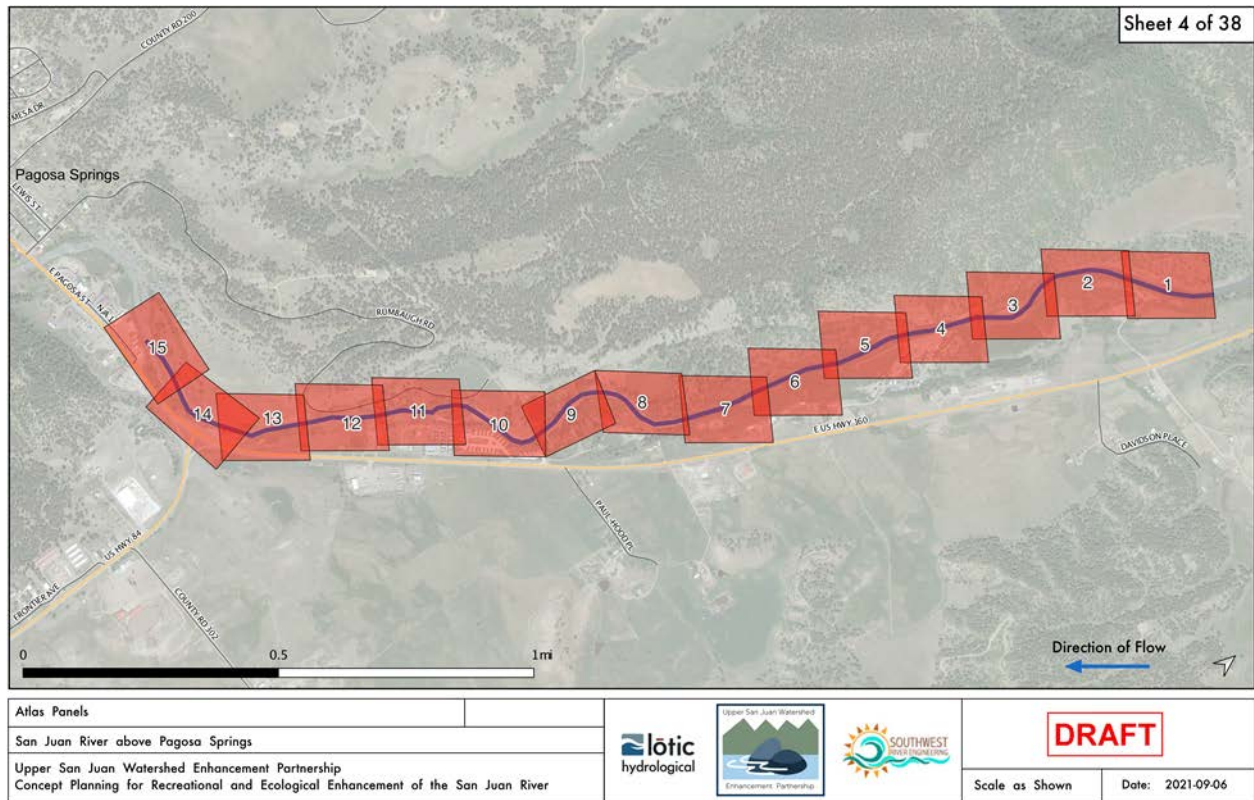 Sheet 4 of 38
COUNTY RD 200
MESA DR
Pagosa Springs
LEWIS ST
E PAGOSA ST
RUMBAUGH RD
1
2
3
4
5
6
7
8
9
10
11
12
13
14
15
E US HWY 160
DAVIDSON PEACE
PAUL-HOOD PL
US HWY 84
FRONTIER AVE
COUNTY RD 302
0
0.5
1mi
Direction of Flow
Atlas Panels
San Juan River above Pagosa Springs
Upper San Juan Watershed Enhancement Partnership
Concept Planning for Recreational and Ecological Enhancement of the San Juan River
lōtic
hydrological
Upper San Juan Watershed
Enhancement Partnership
SOUTHWEST
RIVER ENGINEERING
DRAFT
Scale as Shown
Date: 2021-09-06